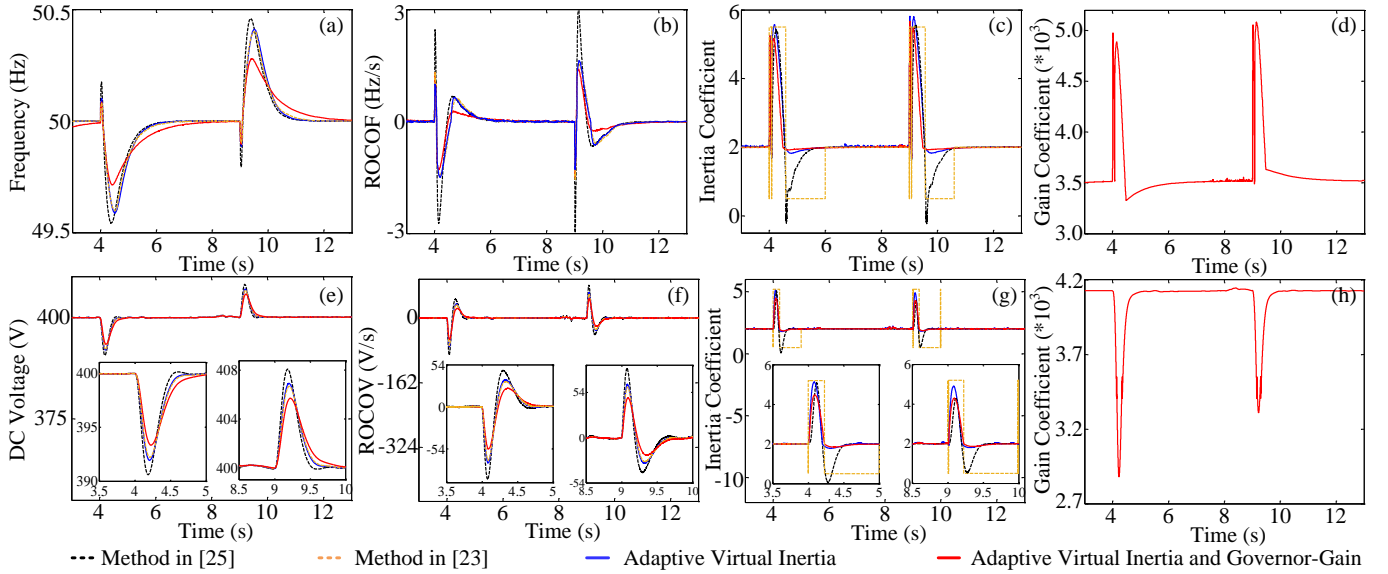 50.5
50
49.5
Frequency (Hz)
4 6 8 10 12
Time (s)
(a)
3
0
-3
ROCOF (Hz/s)
4 6 8 10 12
Time (s)
(b)
6
4
2
0
Inertia Coefficient
4 6 8 10 12
Time (s)
(c)
5.0
4.5
4.0
3.5
3.0
Gain Coefficient (*10³)
4 6 8 10 12
Time (s)
(d)
400
375
DC Voltage (V)
4 6 8 10 12
Time (s)
(e)
400
395
390
3.5 4 4.5 5
408
404
400
8.5 9 9.5 10
0
-162
-324
ROCOV (V/s)
4 6 8 10 12
Time (s)
(f)
54
0
-54
3.5 4 4.5 5
54
0
-54
8.5 9 9.5 10
5
0
-5
-10
Inertia Coefficient
4 6 8 10 12
Time (s)
(g)
6
4
2
0
3.5 4 4.5 5
6
4
2
0
8.5 9 9.5 10
4.2
3.7
3.2
2.7
Gain Coefficient (*10³)
4 6 8 10 12
Time (s)
(h)
Method in [25]
Method in [23]
Adaptive Virtual Inertia
Adaptive Virtual Inertia and Governor-Gain